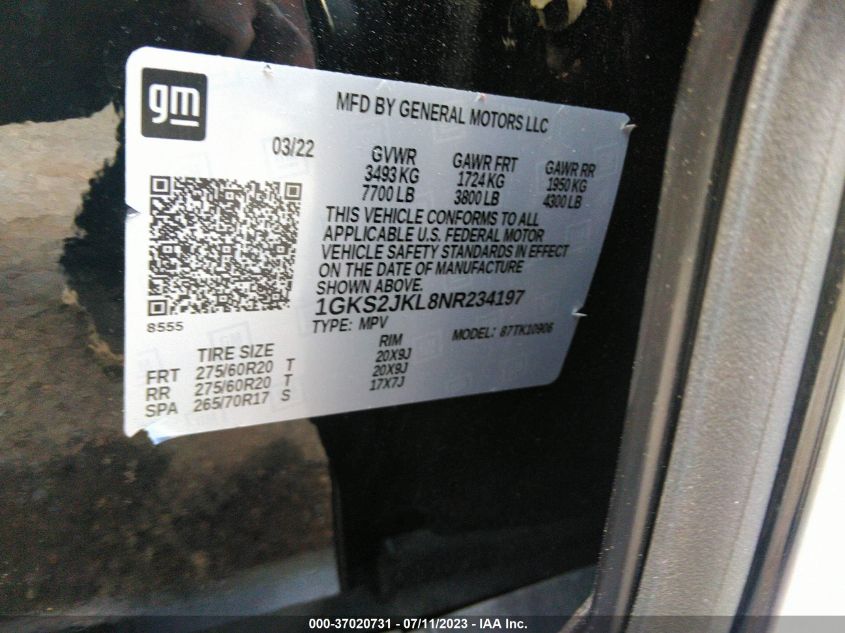 gm
MFD BY GENERAL MOTORS LLC
03/22
GVWR GAWR FRT GAWR RR
3493 KG 1724 KG 1950 KG
7700 LB 3800 LB 4300 LB
THIS VEHICLE CONFORMS TO ALL
APPLICABLE U.S. FEDERAL MOTOR
VEHICLE SAFETY STANDARDS IN EFFECT
ON THE DATE OF MANUFACTURE
SHOWN ABOVE.
1GKS2JKL8NR234197
8555
TYPE: MPV MODEL: 87TK10906
TIRE SIZE RIM
FRT 275/60R20 T 20X9J
RR 275/60R20 T 20X9J
SPA 265/70R17 S 17X7J
000-37020731 - 07/11/2023 - IAA Inc.